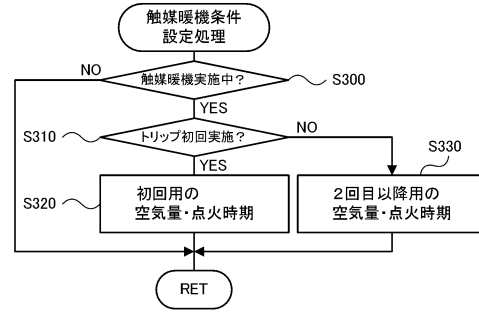 触媒暖機条件
設定処理
NO
触媒暖機実施中?
S300
YES
S310
トリップ初回実施?
NO
YES
S330
S320
初回用の
空気量・点火時期
2回目以降用の
空気量・点火時期
RET